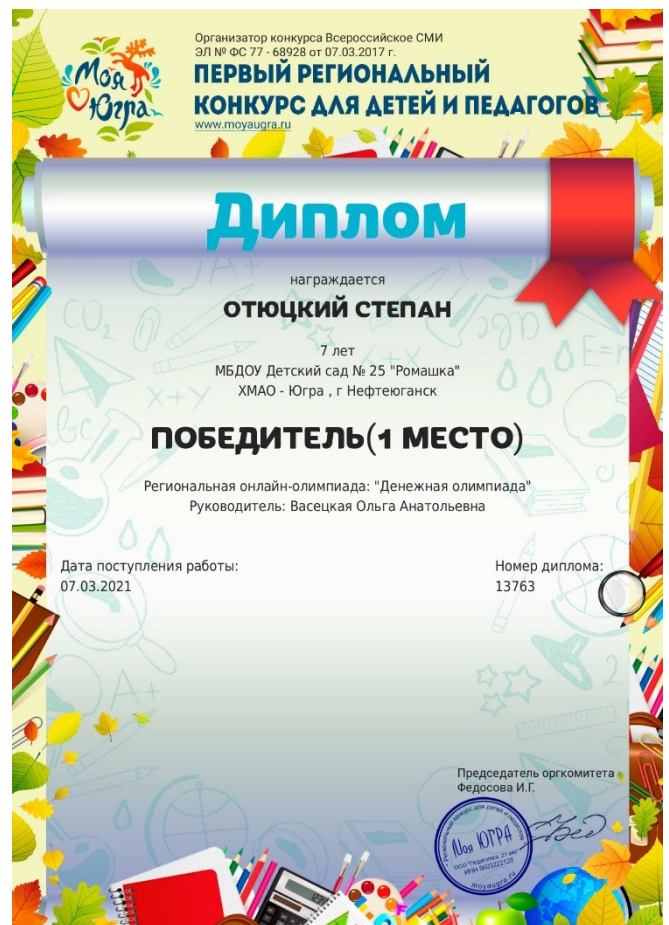 Моя
Югра
Организатор конкурса Всероссийское СМИ
ЭЛ № ФС 77 - 68928 от 07.03.2017 г.
ПЕРВЫЙ РЕГИОНАЛЬНЫЙ
КОНКУРС ДЛЯ ДЕТЕЙ И ПЕДАГОГОВ
www.moyaugra.ru
Диплом
награждается
ОТЮЦКИЙ СТЕПАН
7 лет
МБДОУ Детский сад № 25 "Ромашка"
ХМАО - Югра , г Нефтеюганск
ПОБЕДИТЕЛЬ(1 МЕСТО)
Региональная онлайн-олимпиада: "Денежная олимпиада"
Руководитель: Васецкая Ольга Анатольевна
Дата поступления работы:
07.03.2021
Номер диплома:
13763
Председатель оргкомитета
Федосова И.Г.
Моя ЮГРА
moyaugra.ru